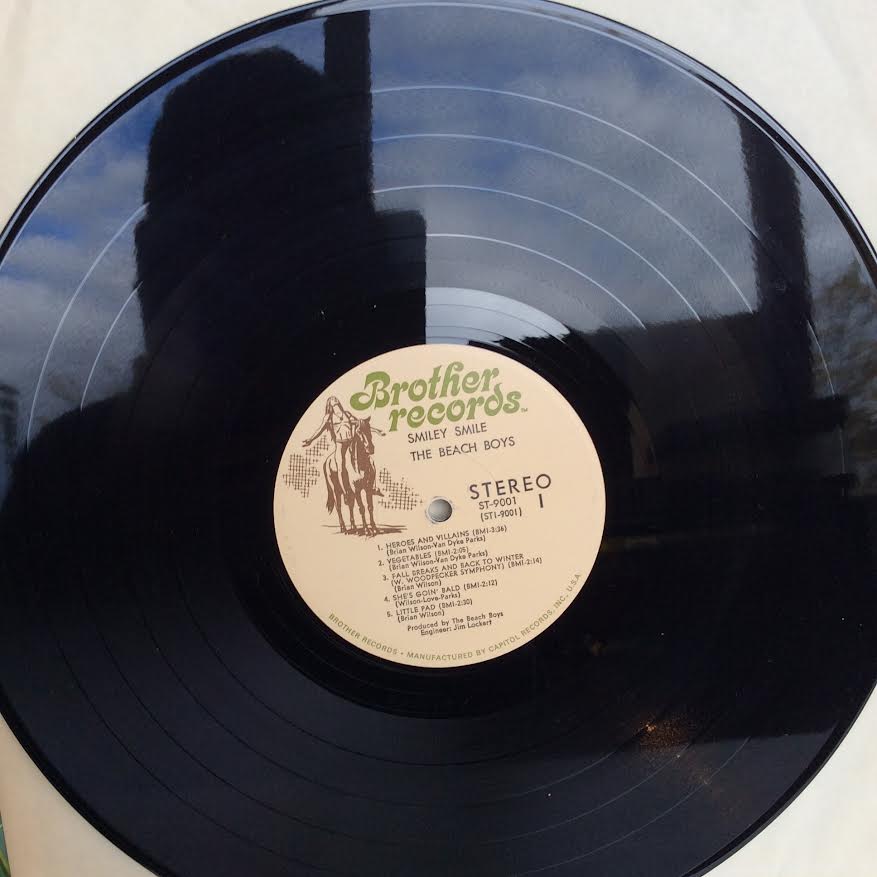 Brother
records
TM
SMILEY SMILE
THE BEACH BOYS
STEREO
ST-9001
1
(ST1-9001)
1. HEROES AND VILLAINS (BMI-3:36)
(Brian Wilson-Van Dyke Parks)
2. VEGETABLES (BMI-2:05)
(Brian Wilson-Van Dyke Parks)
3. FALL BREAKS AND BACK TO WINTER
(W. WOODPECKER SYMPHONY) (BMI-2:14)
(Brian Wilson)
4. SHE'S GOIN' BALD (BMI-2:12)
(Wilson-Love-Parks)
5. LITTLE PAD (BMI-2:30)
(Brian Wilson)
Produced by The Beach Boys
Engineer: Jim Lockert
BROTHER RECORDS • MANUFACTURED BY CAPITOL RECORDS, INC., U.S.A.